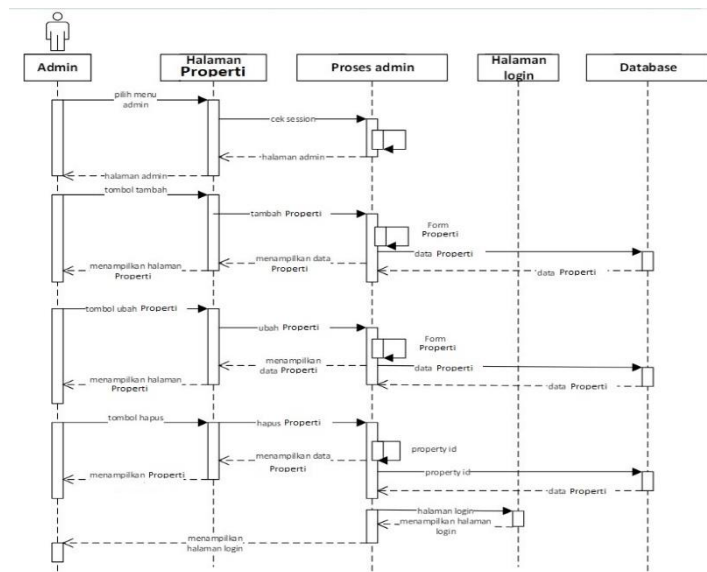 Admin
Halaman
Properti
Proses admin
Halaman
login
Database
pilih menu
admin
cek session
halaman admin
halaman admin
tombol tambah
tambah Properti
Form
Properti
data Properti
menampilkan data
Properti
menampilkan halaman
Properti
data Properti
tombol ubah Properti
ubah Properti
Form
Properti
menampilkan
data Properti
data Properti
menampilkan halaman
Properti
data Properti
tombol hapus
hapus Properti
property id
menampilkan data
Properti
property id
menampilkan Properti
data Properti
halaman login
menampilkan halaman
login
menampilkan
halaman login